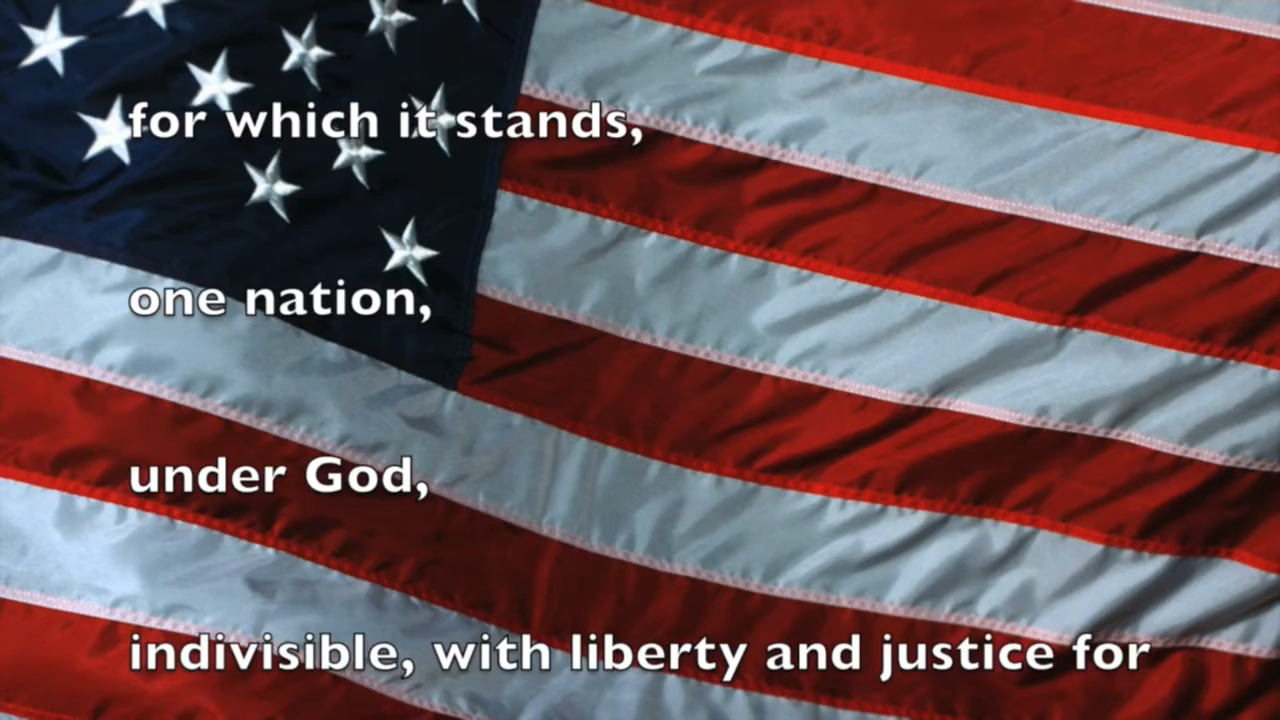 for which it stands,
one nation,
under God,
indivisible, with liberty and justice for